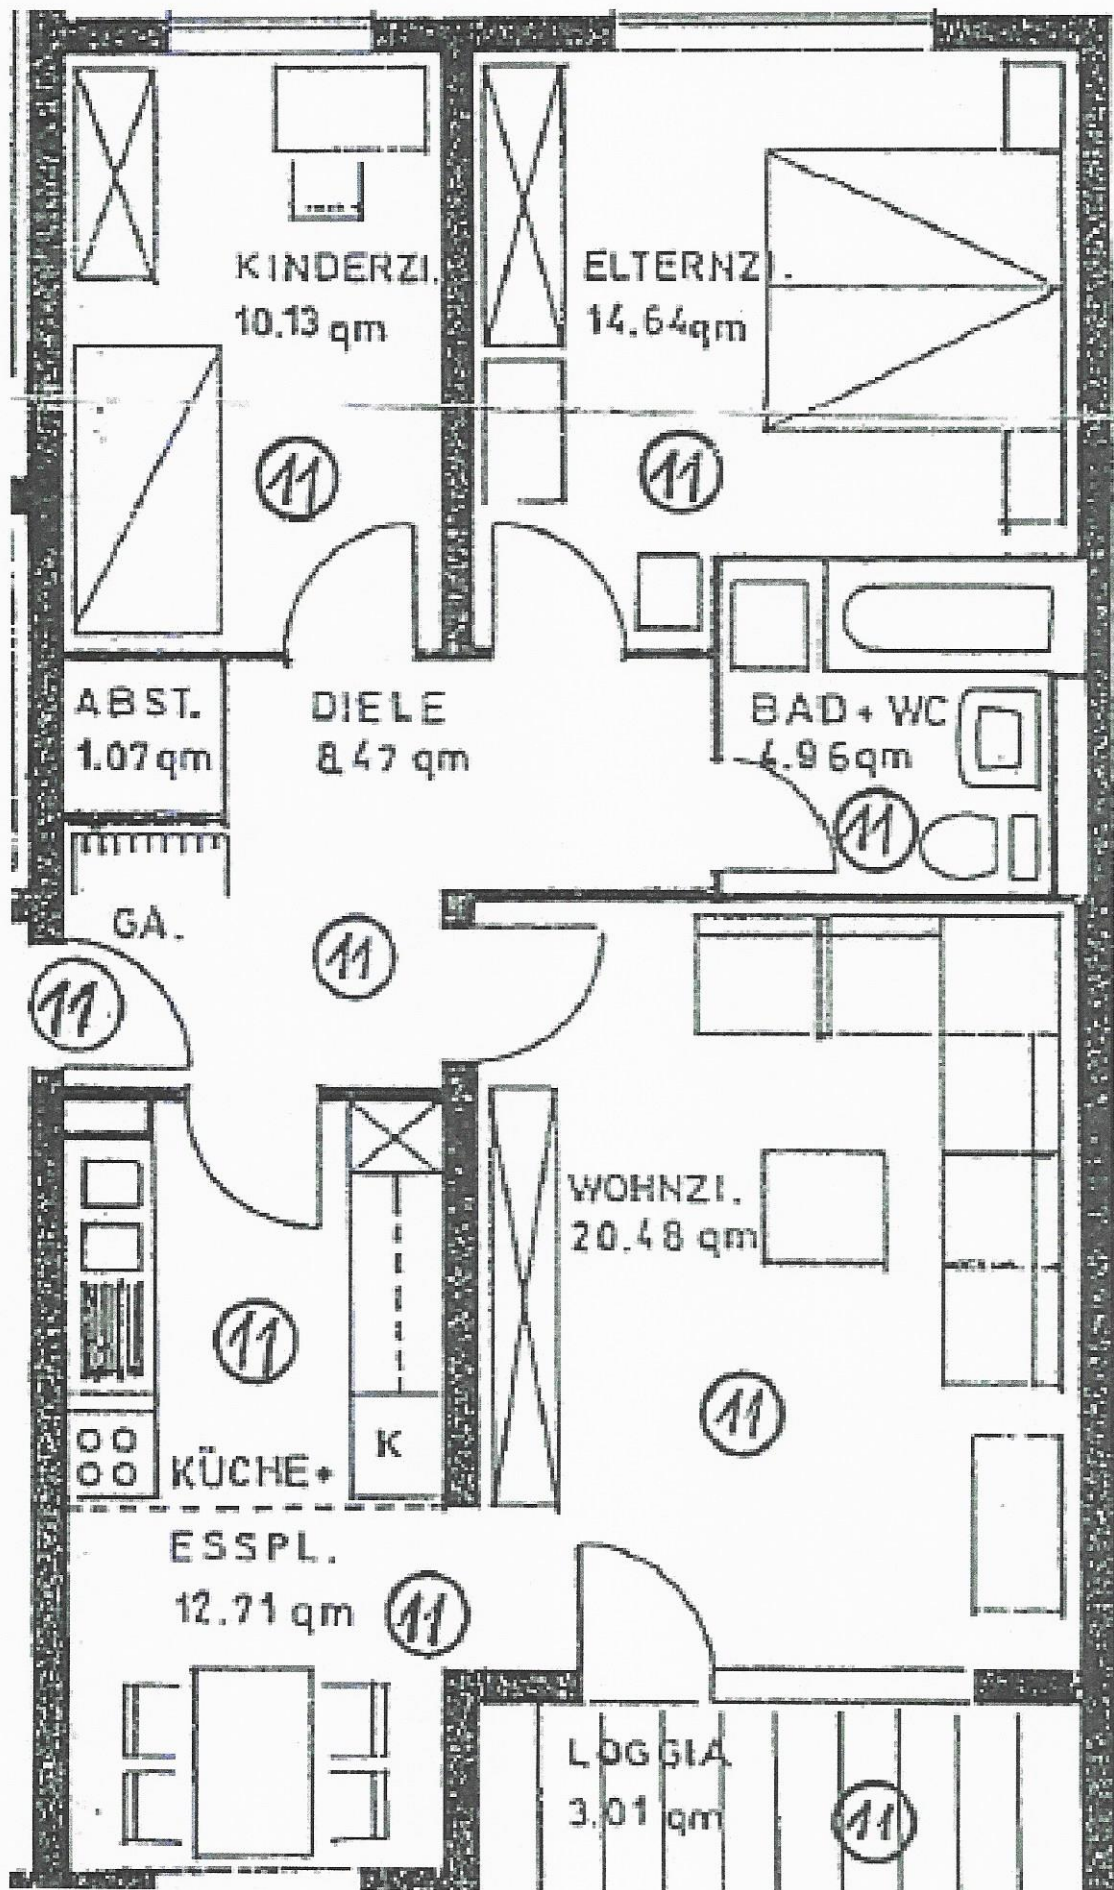 KINDERZI.
10.13 qm
11
ELTERNZI.
14.64qm
11
ABST.
1.07qm
DIELE
8.47 qm
BAD + WC
4.96qm
11
GA.
11
11
WOHNZI.
20.48 qm
11
11
K
KÜCHE+
ESSPL.
12.71 qm
11
LOGGIA
3.01 qm
11